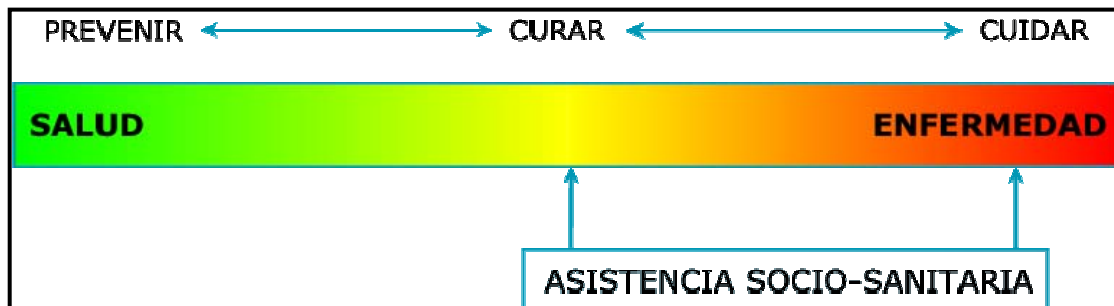 PREVENIR CURAR CUIDAR
SALUD ENFERMEDAD
ASISTENCIA SOCIO-SANITARIA